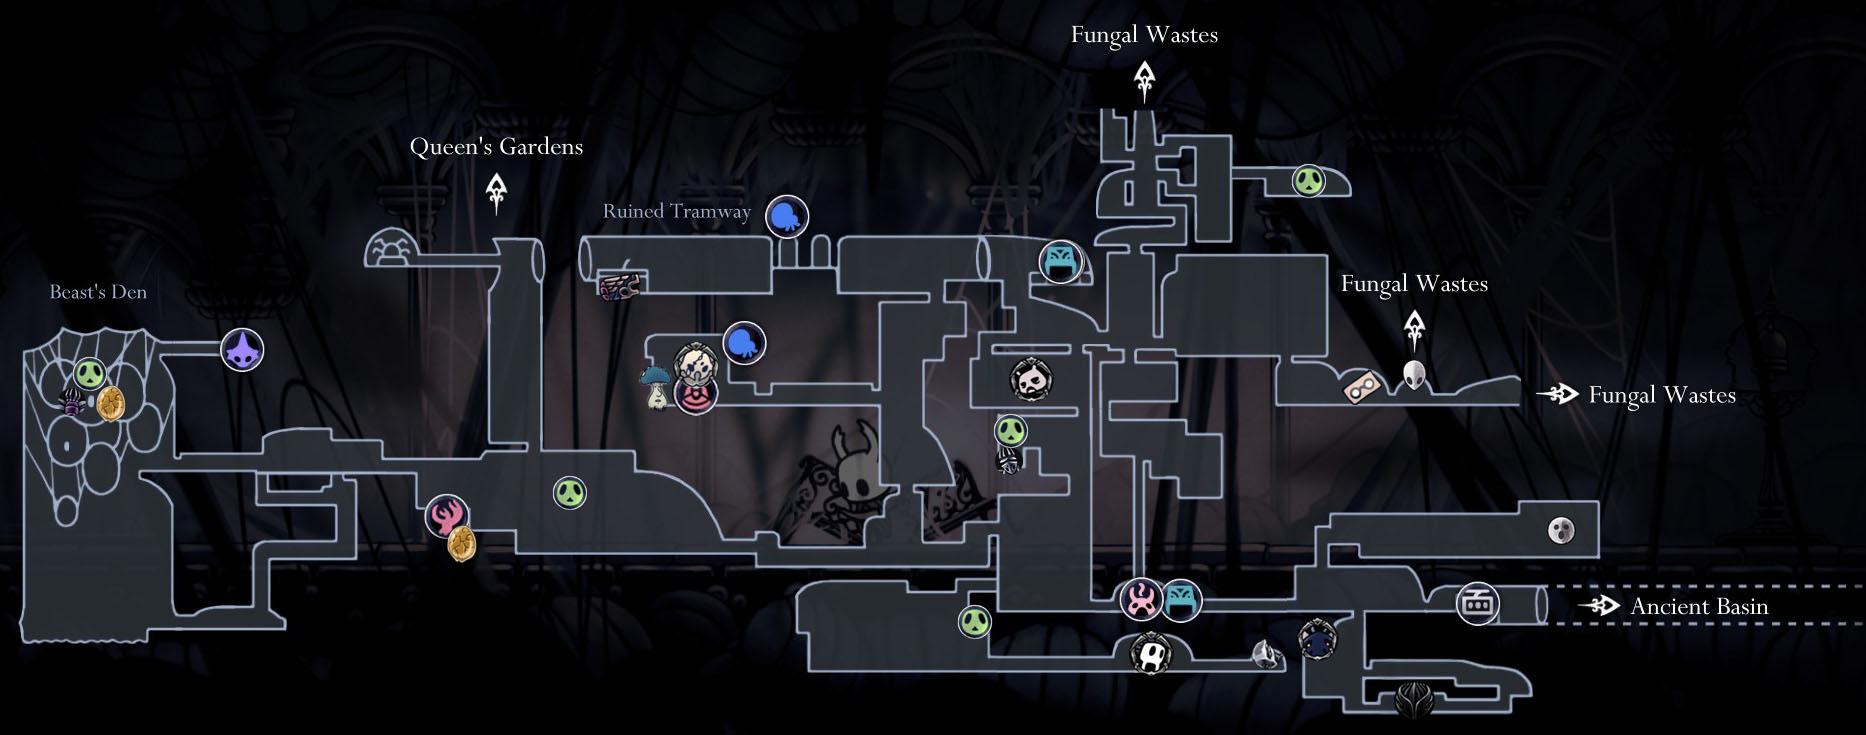 Fungal Wastes
Queen's Gardens
Ruined Tramway
Beast's Den
Fungal Wastes
Fungal Wastes
Ancient Basin